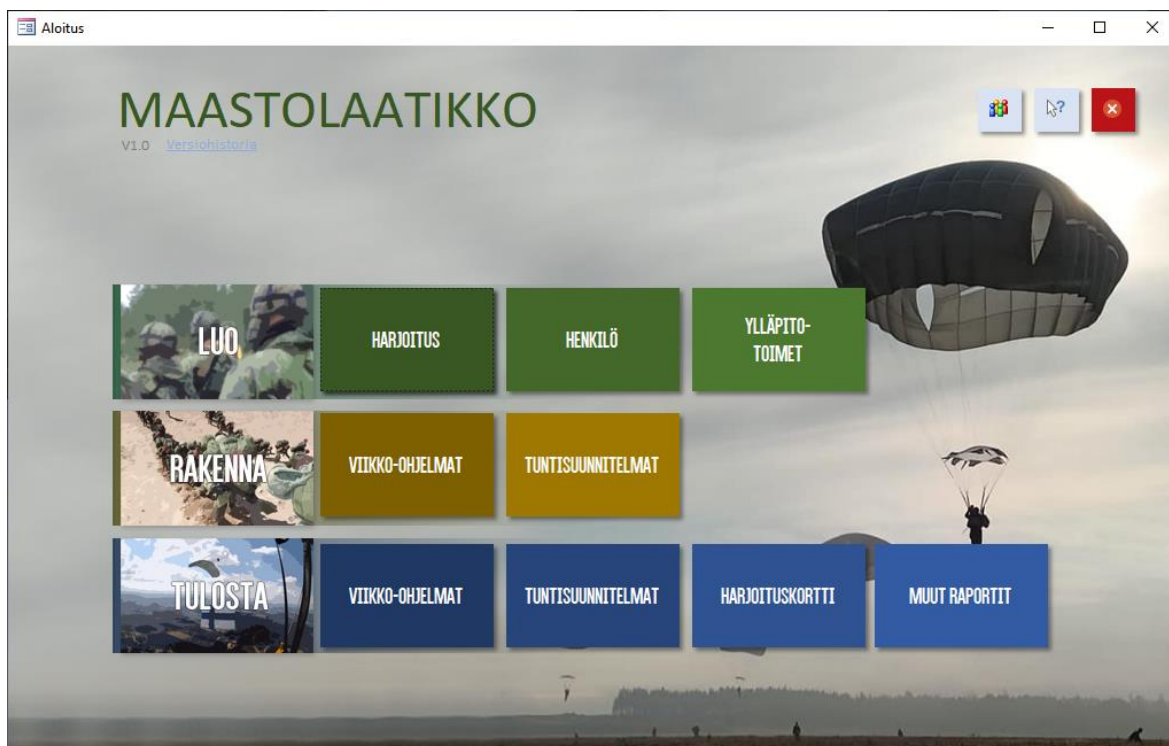 Aloitus
MAASTOLAATIKKO
V1.0 Versiohistoria
LUO
HARJOITUS
HENKILÖ
YLLÄPITO-
TOIMET
RAKENNA
VIIKKO-OHJELMAT
TUNTISUUNNITELMAT
TULOSTA
VIIKKO-OHJELMAT
TUNTISUUNNITELMAT
HARJOITUSKORTTI
MUUT RAPORTIT